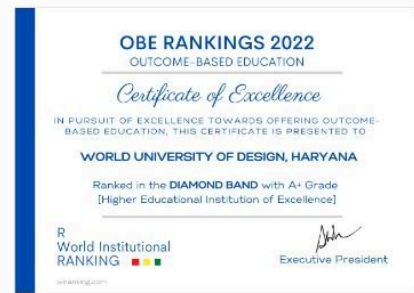 OBE RANKINGS 2022
OUTCOME-BASED EDUCATION
Certificate of Excellence
IN PURSUIT OF EXCELLENCE TOWARDS OFFERING OUTCOME-
BASED EDUCATION, THIS CERTIFICATE IS PRESENTED TO
WORLD UNIVERSITY OF DESIGN, HARYANA
Ranked in the DIAMOND BAND with A+ Grade
[Higher Educational Institution of Excellence]
R
World Institutional
RANKING
Executive President